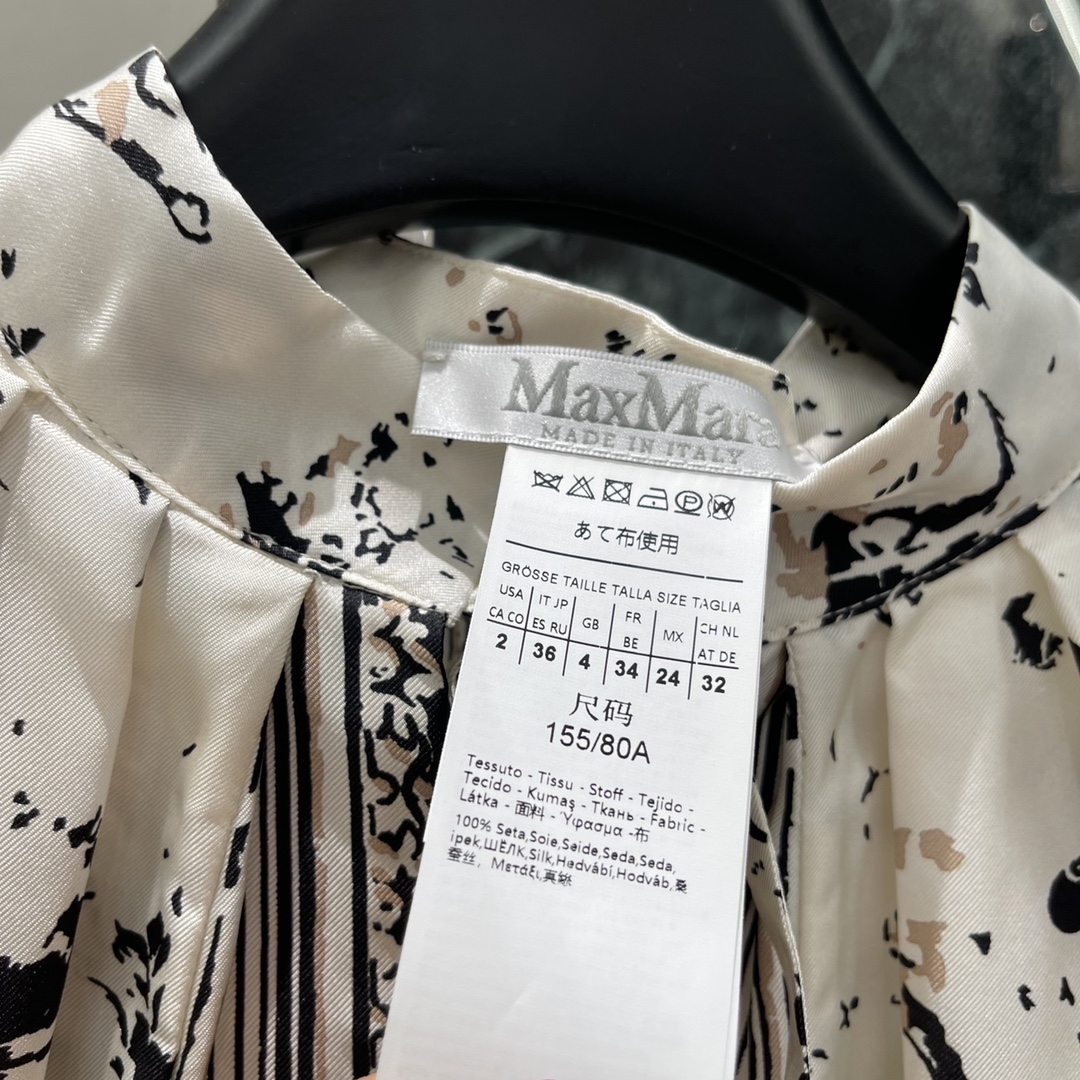 MaxMara
MADE IN ITALY
あて布使用
GRÖSSE TAILLE TALLA SIZE TAGLIA
USA IT JP GB FR MX CH NL
CA CO ES RU BE AT DE
2 36 4 34 24 32
尺码
155/80A
Tessuto - Tissu - Stoff - Tejido -
Tecido - Kumaş - Ткань - Fabric -
Látka - 面料 - Ύφασμα -布
100% Seta,Soie,Seide,Seda,Seda,
ipek,ШЁЛК,Silk,Hedvábí,Hodváb,桑
蚕丝, Μετάξι,真絲